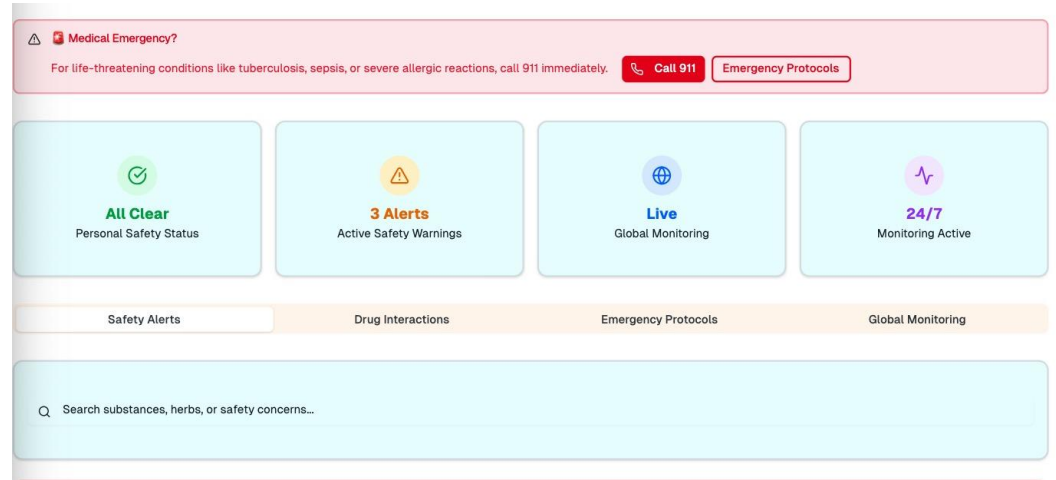 Medical Emergency?
For life-threatening conditions like tuberculosis, sepsis, or severe allergic reactions, call 911 immediately. Call 911 Emergency Protocols
All Clear
Personal Safety Status
3 Alerts
Active Safety Warnings
Live
Global Monitoring
24/7
Monitoring Active
Safety Alerts Drug Interactions Emergency Protocols Global Monitoring
Search substances, herbs, or safety concerns...